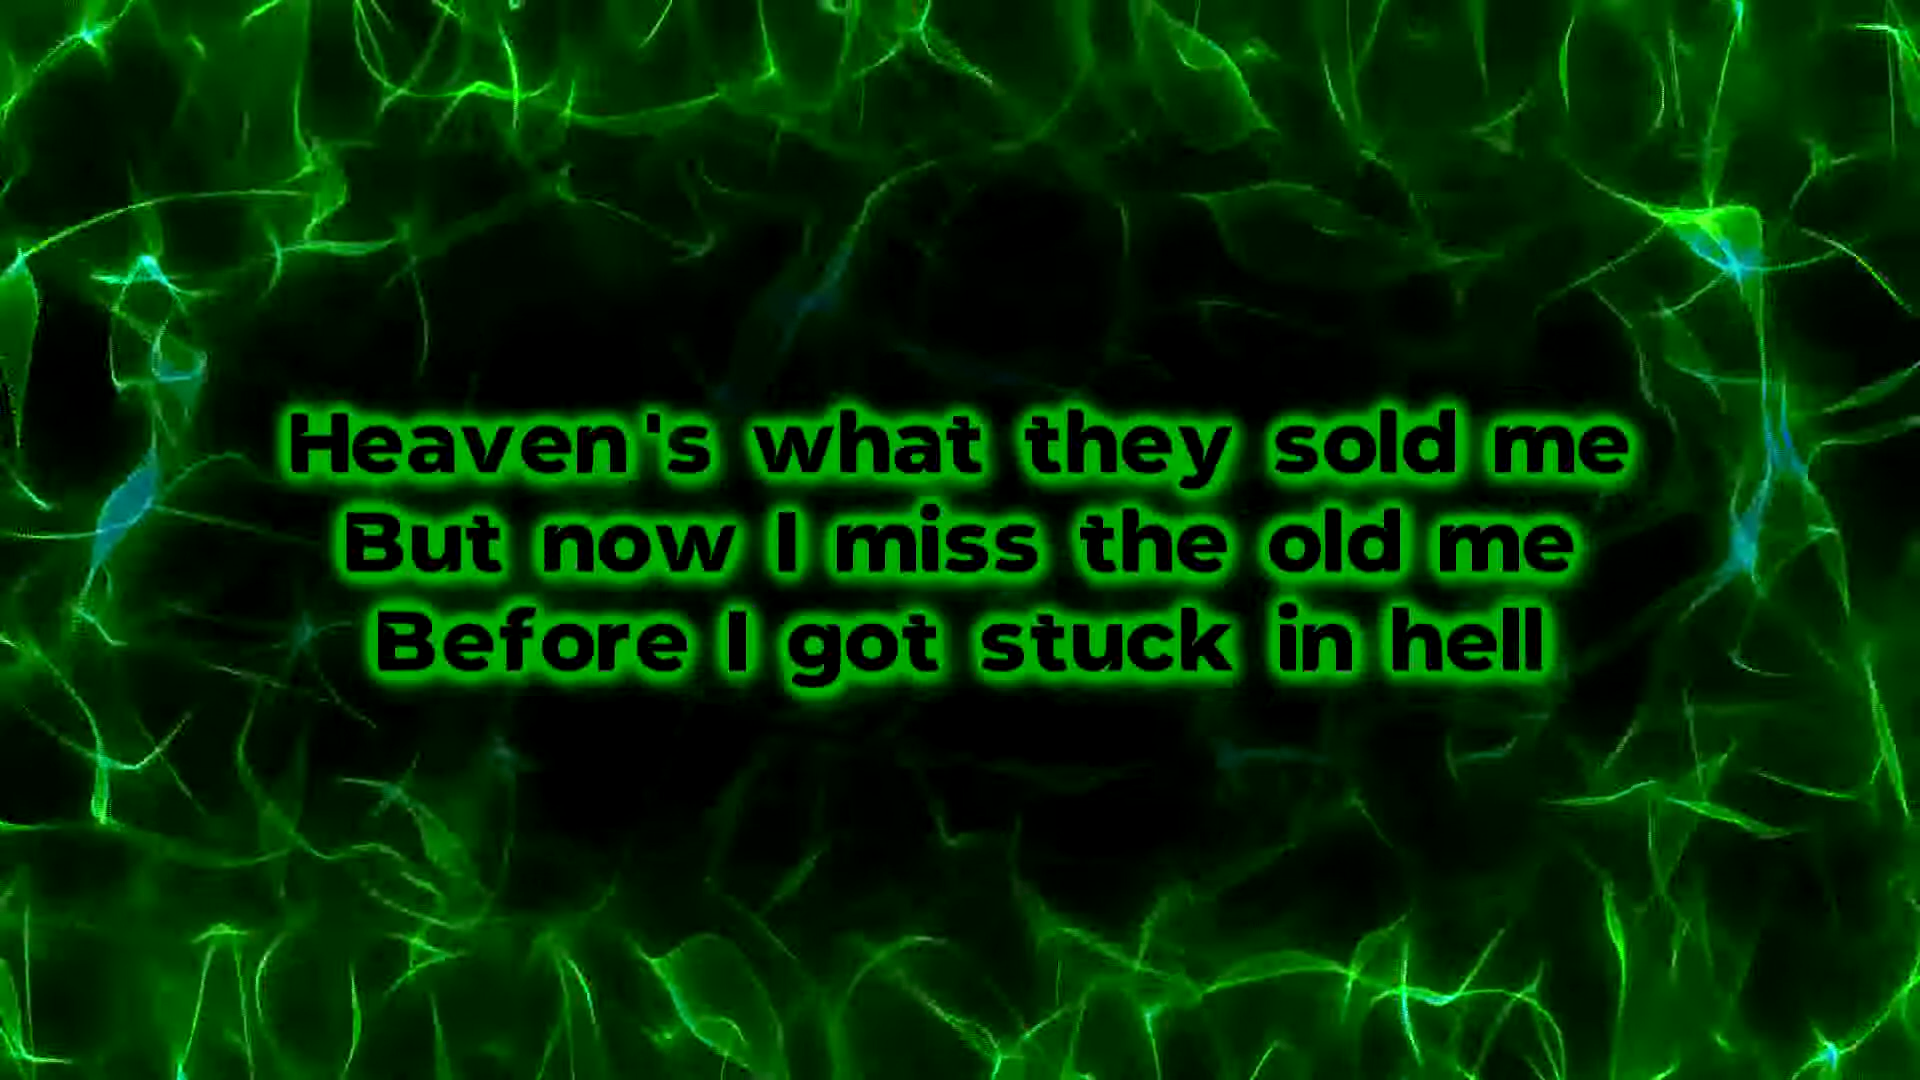 Heaven's what they sold me
But now I miss the old me
Before I got stuck in hell